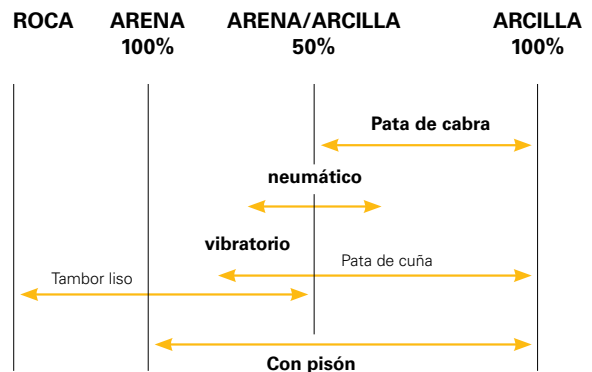 ROCA ARENA ARENA/ARCILLA ARCILLA
100% 50% 100%
Pata de cabra
neumático
vibratorio
Pata de cuña
Tambor liso
Con pisón